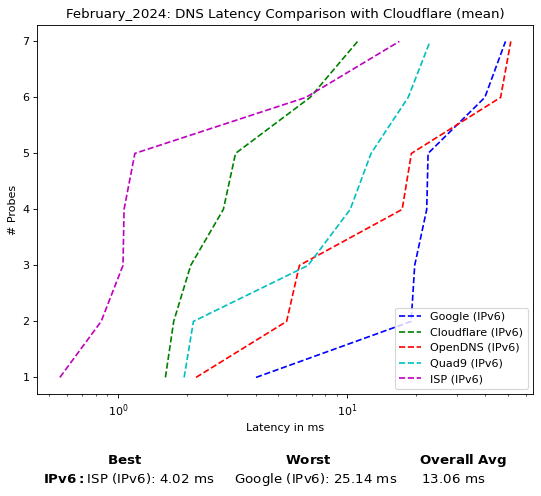 February_2024: DNS Latency Comparison with Cloudflare (mean)
7
6
5
4
3
2
1
# Probes
Google (IPv6)
Cloudflare (IPv6)
OpenDNS (IPv6)
Quad9 (IPv6)
ISP (IPv6)
10⁰ 10¹
Latency in ms
Best Worst Overall Avg
IPv6: ISP (IPv6): 4.02 ms Google (IPv6): 25.14 ms 13.06 ms